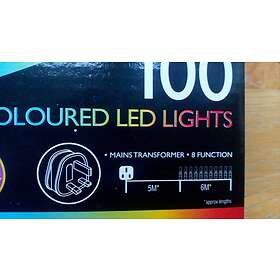 100
OLOURED LED LIGHTS
• MAINS TRANSFORMER • 8 FUNCTION
5M* 6M*
*approx lengths